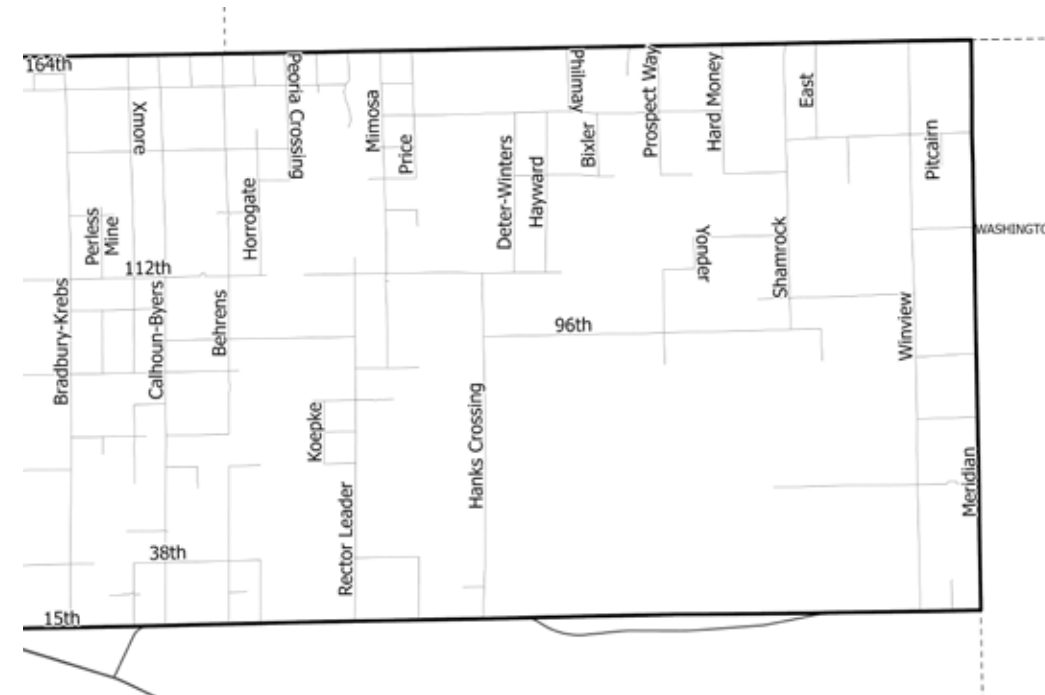 164th
Xmore
Peoria Crossing
Mimosa
Price
Philmay
Bixler
Prospect Way
Hard Money
East
Pitcairn
Deter-Winters
Hayward
Horrogate
Perless
Mine
112th
Yonder
Shamrock
WASHINGTO
Bradbury-Krebs
Calhoun-Byers
Behrens
96th
Winview
Koepke
Hanks Crossing
Meridian
Rector Leader
38th
15th